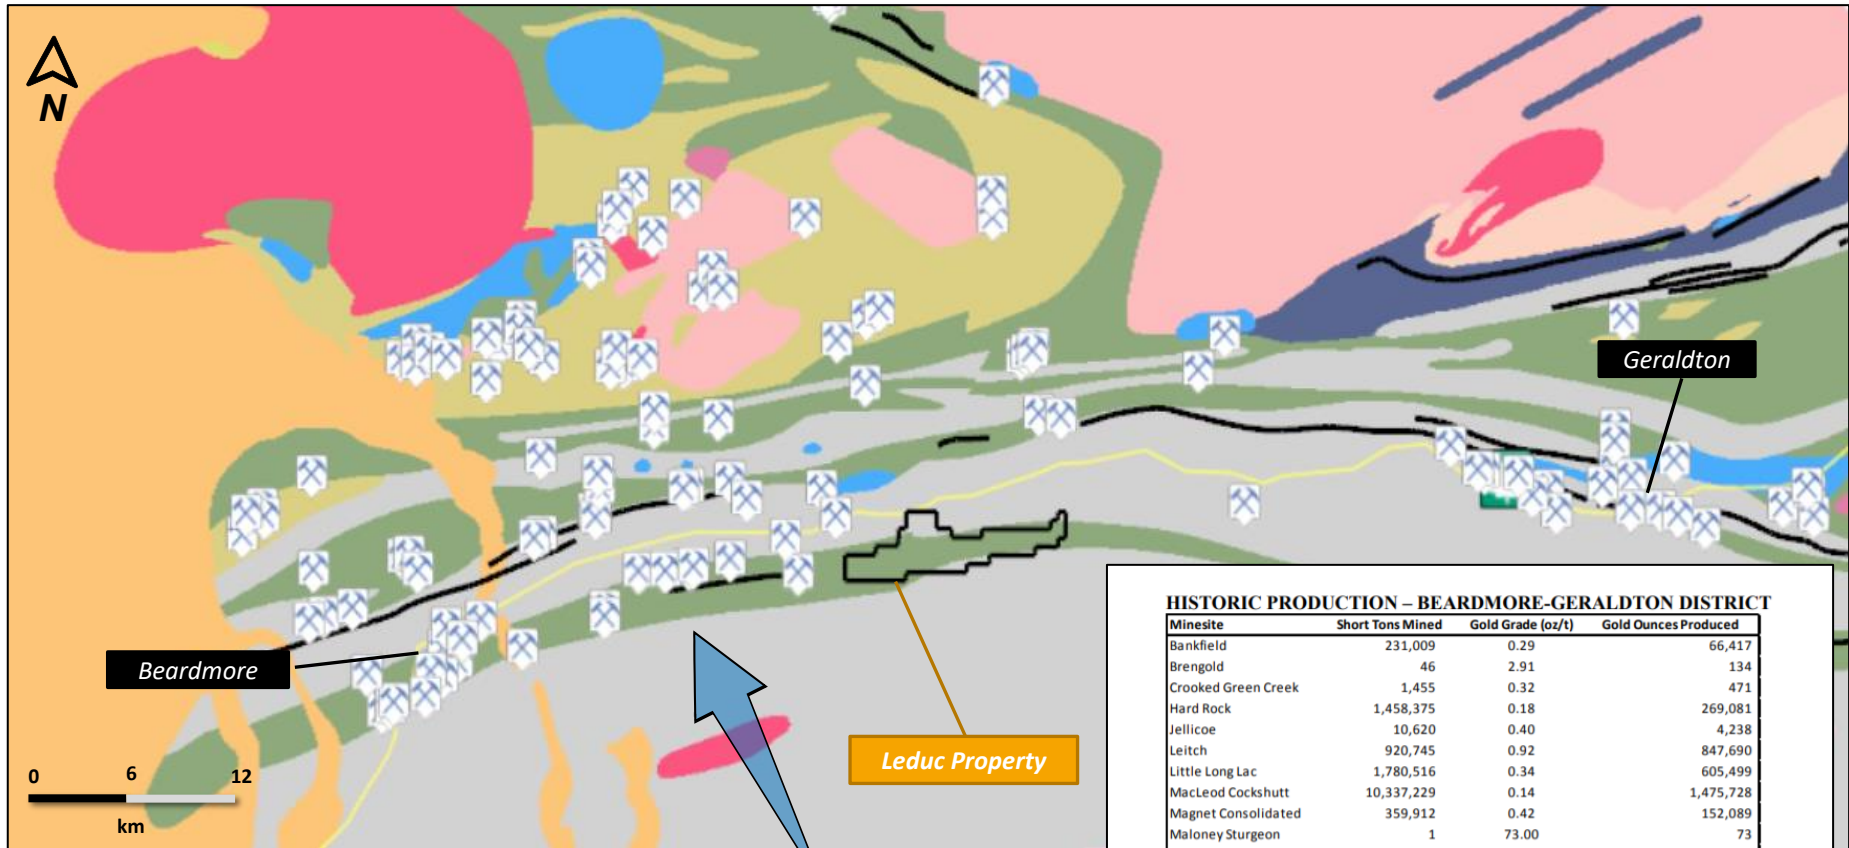 N
Geraldton
Beardmore
Leduc Property
0 6 12
km
HISTORIC PRODUCTION – BEARDMORE-GERALDTON DISTRICT
Minesite Short Tons Mined Gold Grade (oz/t) Gold Ounces Produced
Bankfield 231,009 0.29 66,417
Brengold 46 2.91 134
Crooked Green Creek 1,455 0.32 471
Hard Rock 1,458,375 0.18 269,081
Jellicoe 10,620 0.40 4,238
Leitch 920,745 0.92 847,690
Little Long Lac 1,780,516 0.34 605,499
MacLeod Cockshutt 10,337,229 0.14 1,475,728
Magnet Consolidated 359,912 0.42 152,089
Maloney Sturgeon 1 73.00 73